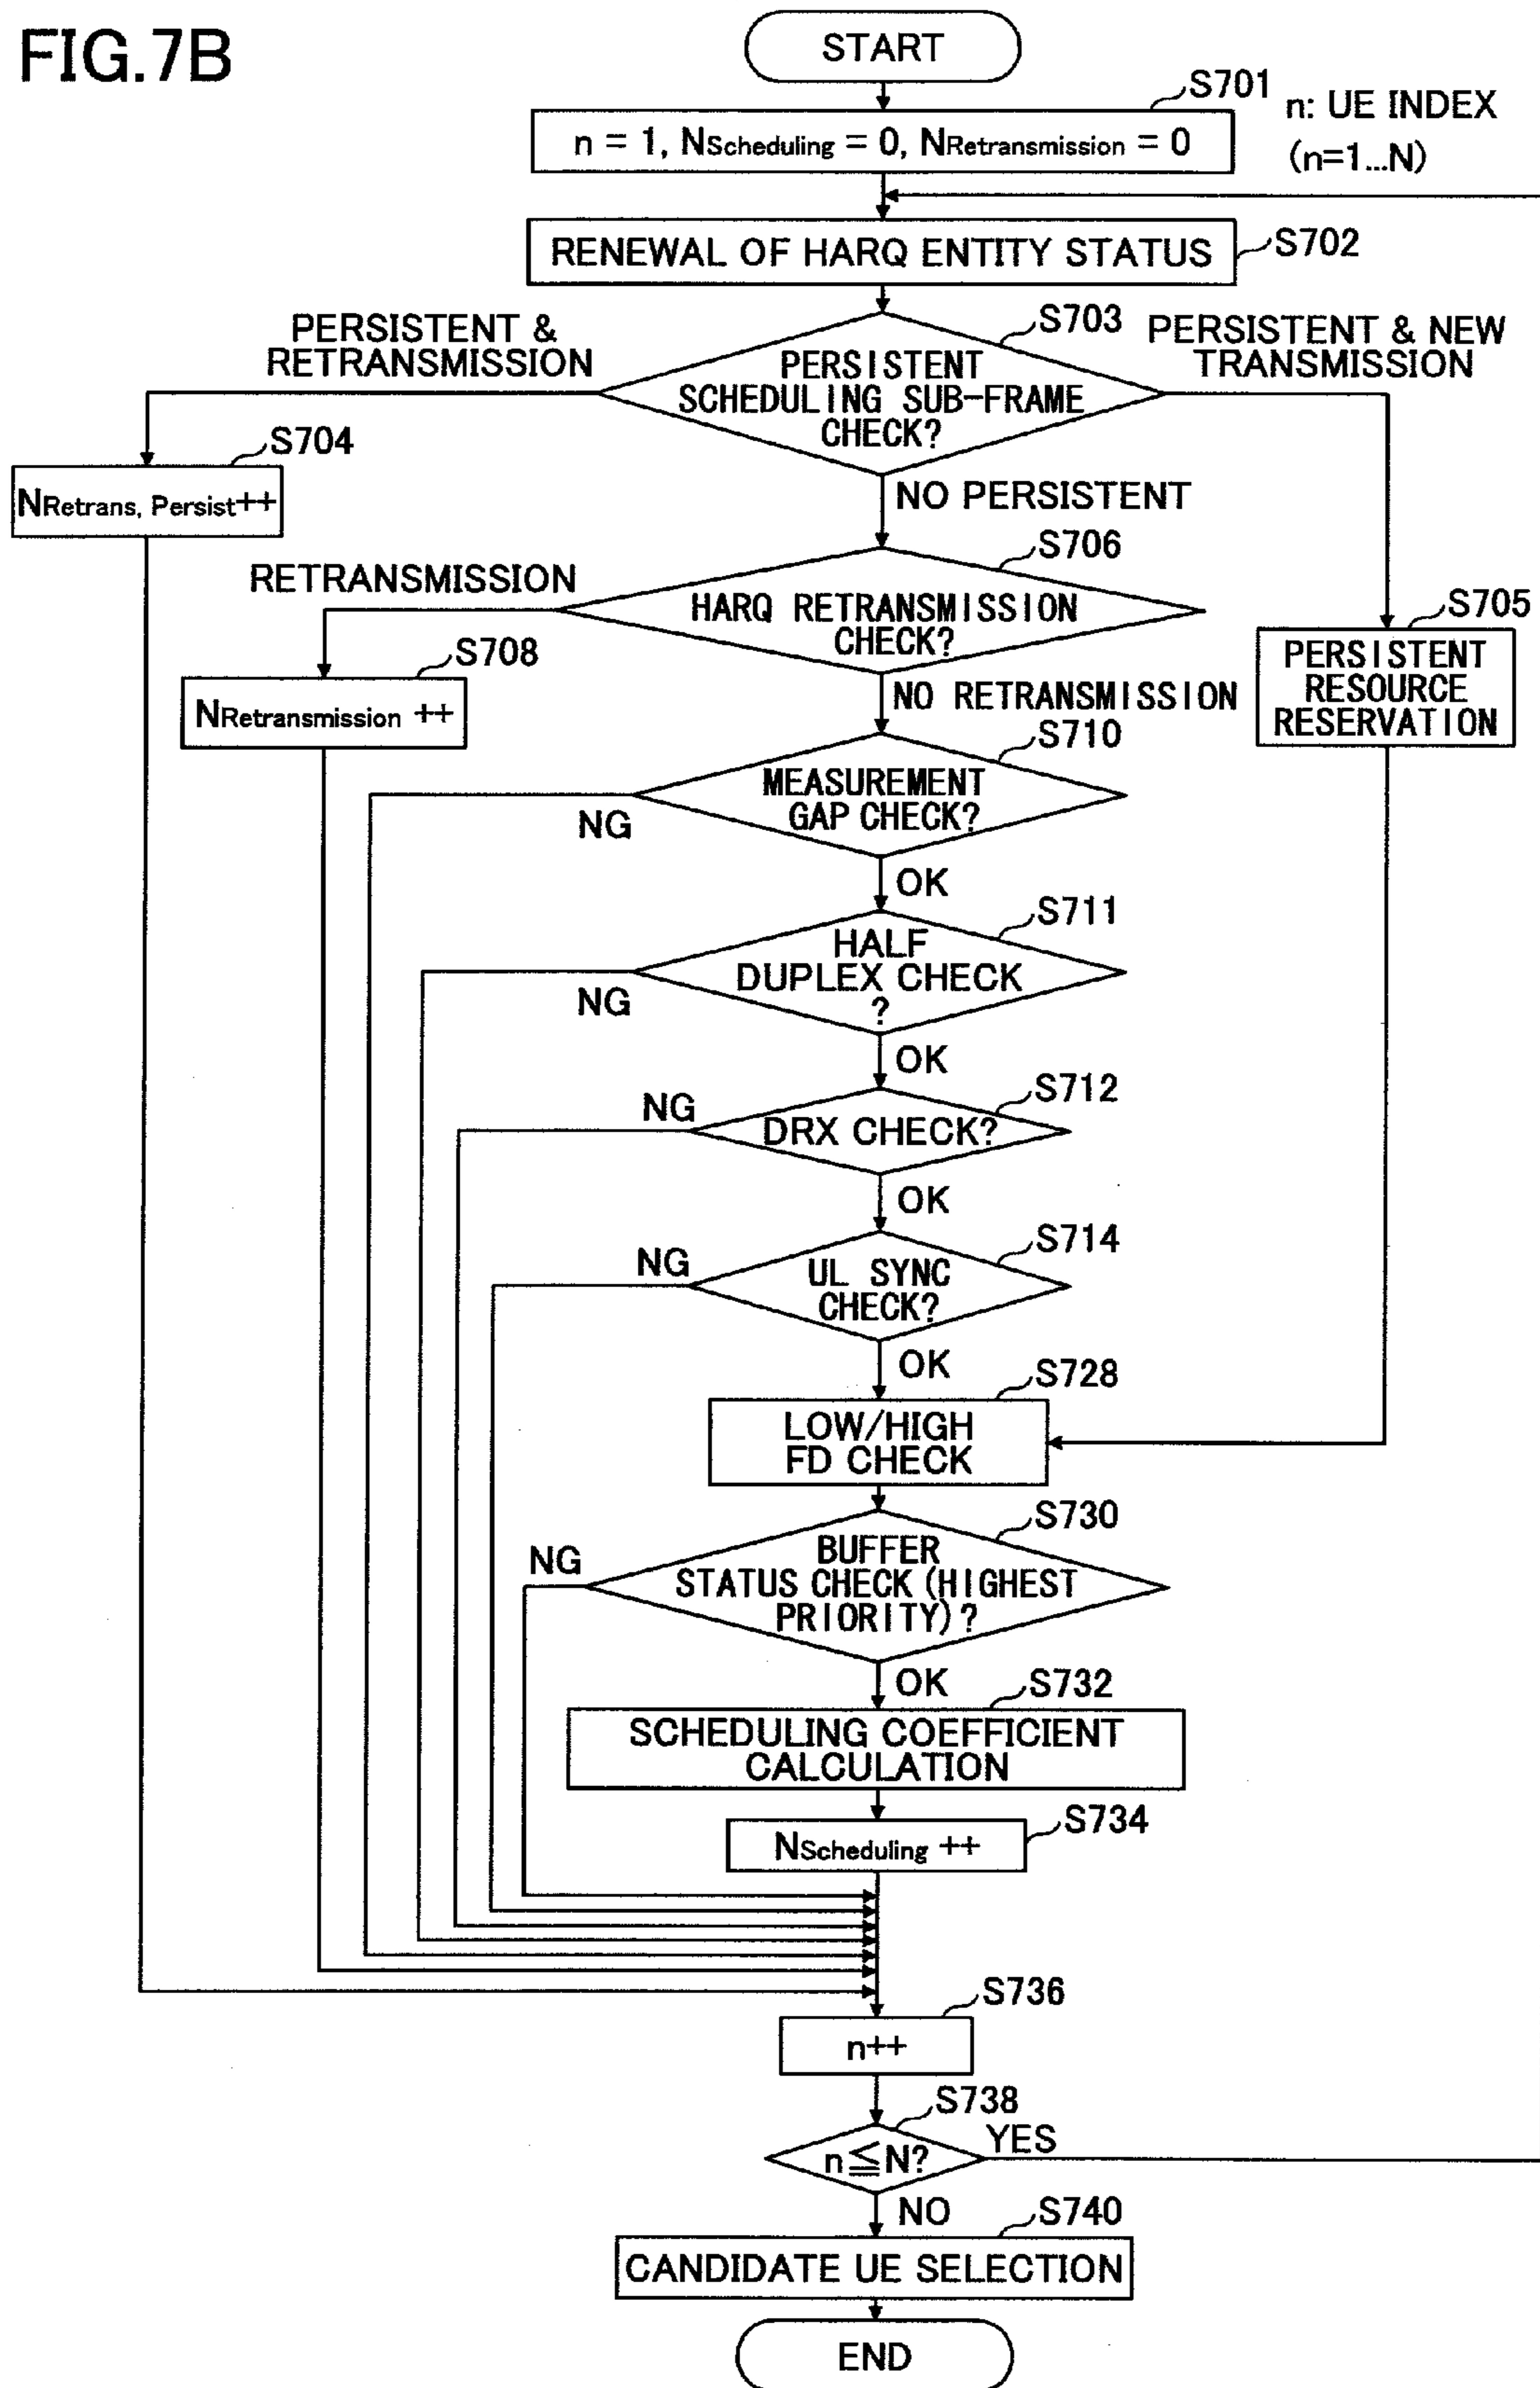 FIG.7B
START
S701
n: UE INDEX
(n=1...N)
n = 1, NScheduling = 0, NRetransmission = 0
RENEWAL OF HARQ ENTITY STATUS
S702
PERSISTENT &
RETRANSMISSION
S703
PERSISTENT & NEW
TRANSMISSION
PERSISTENT
SCHEDULING SUB-FRAME
CHECK?
S704
NRetrans, Persist++
NO PERSISTENT
S706
RETRANSMISSION
HARQ RETRANSMISSION
CHECK?
S705
PERSISTENT
RESOURCE
RESERVATION
S708
NRetransmission ++
NO RETRANSMISSION
S710
MEASUREMENT
GAP CHECK?
NG
OK
S711
HALF
DUPLEX CHECK
?
NG
OK
S712
NG
DRX CHECK?
OK
S714
NG
UL SYNC
CHECK?
OK
S728
LOW/HIGH
FD CHECK
S730
NG
BUFFER
STATUS CHECK (HIGHEST
PRIORITY) ?
OK
S732
SCHEDULING COEFFICIENT
CALCULATION
S734
NScheduling ++
S736
n++
S738
n≦N?
YES
NO
S740
CANDIDATE UE SELECTION
END